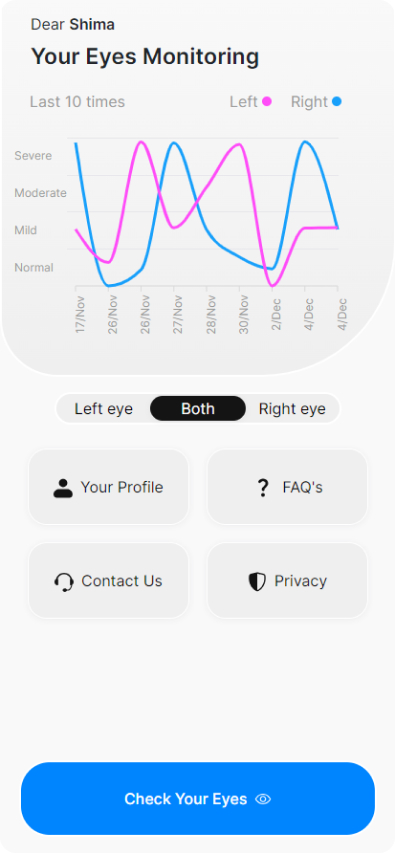 Dear Shima
Your Eyes Monitoring
Last 10 times Left Right
Severe
Moderate
Mild
Normal
17/Nov 26/Nov 26/Nov 27/Nov 28/Nov 30/Nov 2/Dec 4/Dec 4/Dec
Left eye Both Right eye
Your Profile ? FAQ's
Contact Us Privacy
Check Your Eyes